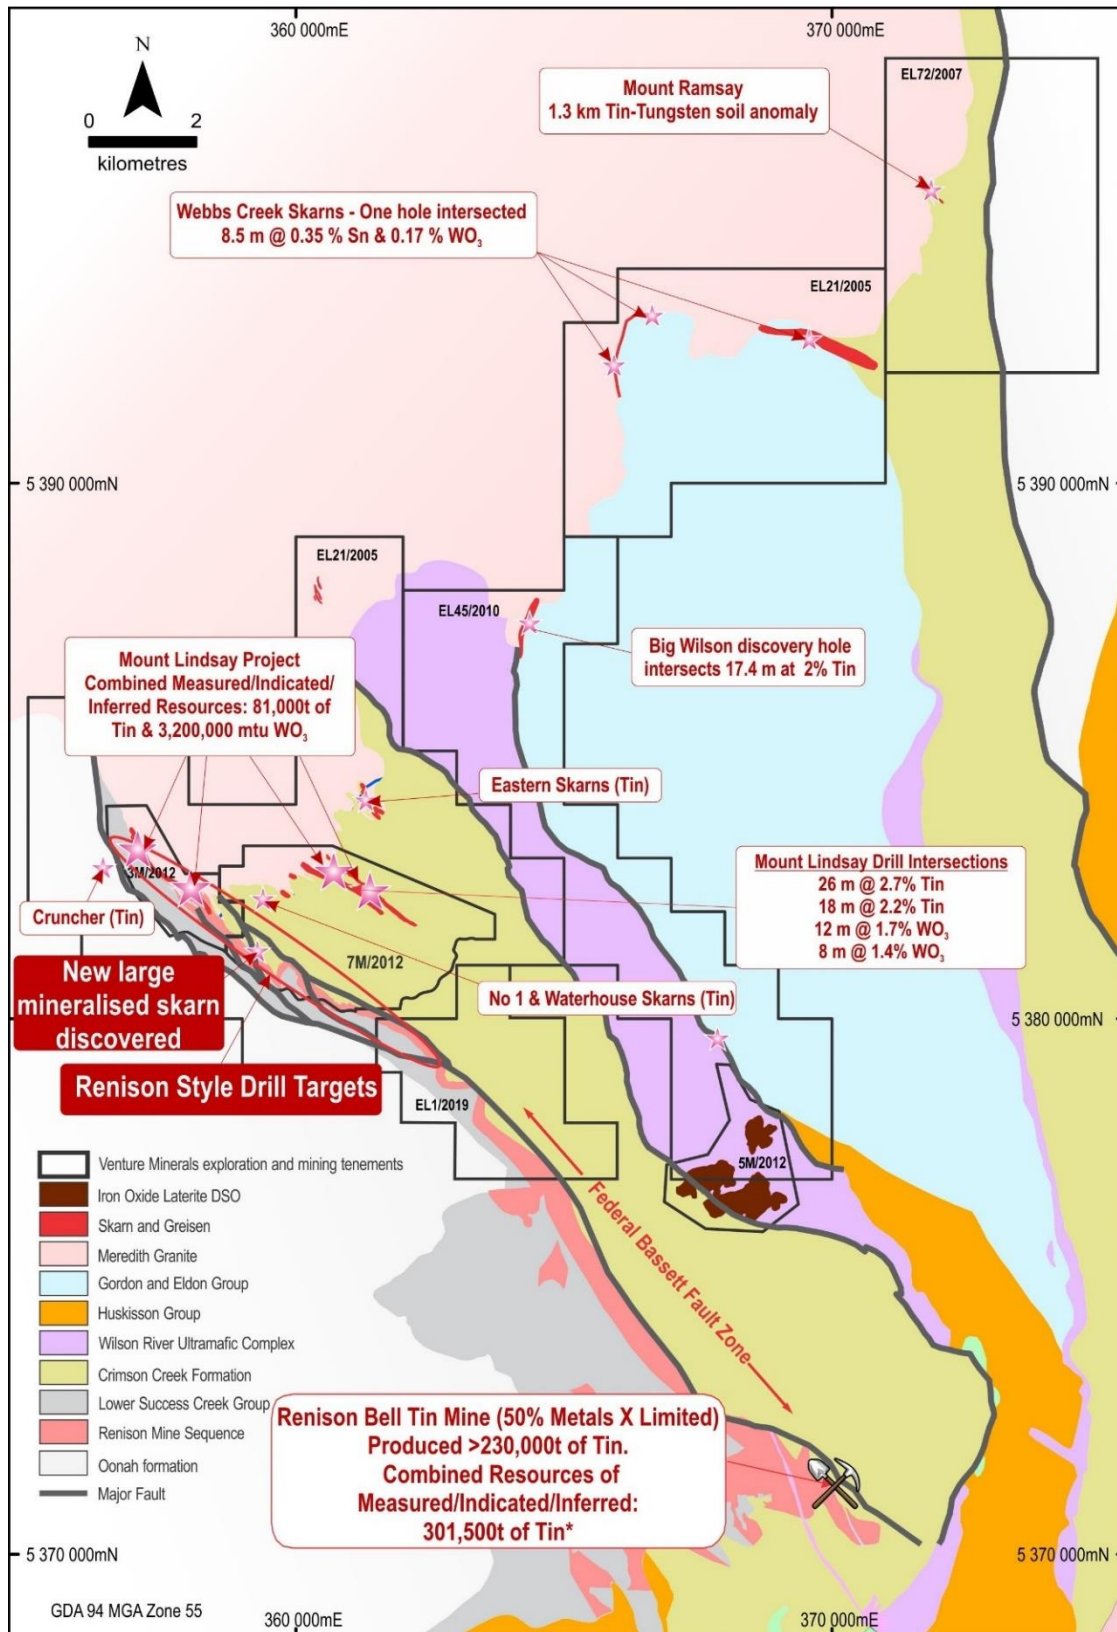 360 000mE
370 000mE
N
0 2
kilometres
EL72/2007
Mount Ramsay
1.3 km Tin-Tungsten soil anomaly
Webbs Creek Skarns - One hole intersected
8.5 m @ 0.35 % Sn & 0.17 % WO₃
EL21/2005
5 390 000mN
5 390 000mN
EL21/2005
EL45/2010
Mount Lindsay Project
Combined Measured/Indicated/
Inferred Resources: 81,000t of
Tin & 3,200,000 mtu WO₃
Big Wilson discovery hole
intersects 17.4 m at 2% Tin
Eastern Skarns (Tin)
3M/2012
Cruncher (Tin)
Mount Lindsay Drill Intersections
26 m @ 2.7% Tin
18 m @ 2.2% Tin
12 m @ 1.7% WO₃
8 m @ 1.4% WO₃
7M/2012
New large
mineralised skarn
discovered
No 1 & Waterhouse Skarns (Tin)
5 380 000mN
Renison Style Drill Targets
EL1/2019
5M/2012
Federal Bassett Fault Zone
Venture Minerals exploration and mining tenements
Iron Oxide Laterite DSO
Skarn and Greisen
Meredith Granite
Gordon and Eldon Group
Huskisson Group
Wilson River Ultramafic Complex
Crimson Creek Formation
Lower Success Creek Group
Renison Mine Sequence
Oonah formation
Major Fault
Renison Bell Tin Mine (50% Metals X Limited)
Produced >230,000t of Tin.
Combined Resources of
Measured/Indicated/Inferred:
301,500t of Tin*
5 370 000mN
5 370 000mN
GDA 94 MGA Zone 55
360 000mE
370 000mE